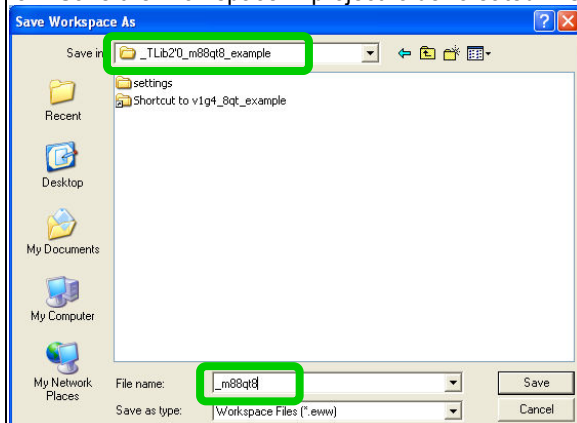 Save Workspace As
Save in
_TLib2'0_m88qt8_example
settings
Shortcut to v1g4_8qt_example
Recent
Desktop
My Documents
My Computer
My Network
Places
File name:
_m88qt8
Save
Save as type:
Workspace Files (*.eww)
Cancel